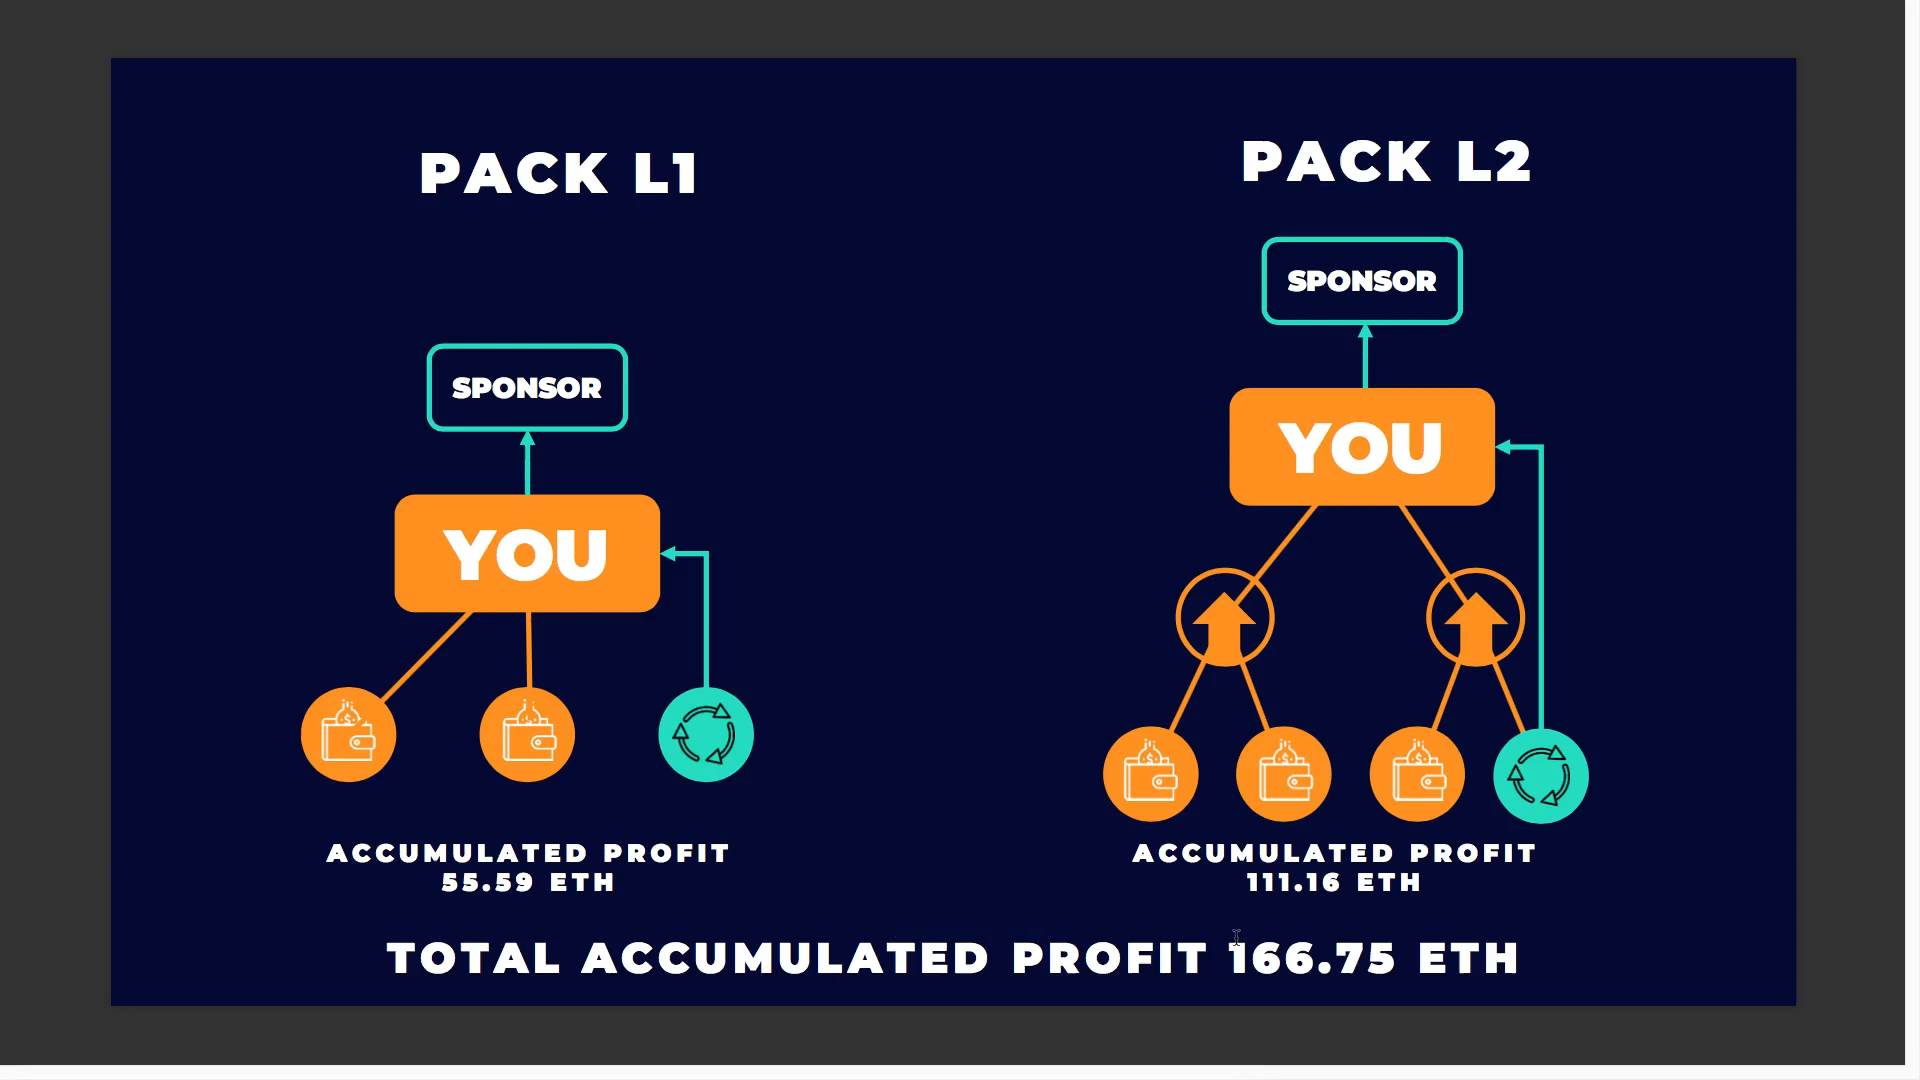 PACK L1
SPONSOR
YOU
ACCUMULATED PROFIT
55.59 ETH
PACK L2
SPONSOR
YOU
ACCUMULATED PROFIT
111.16 ETH
TOTAL ACCUMULATED PROFIT 166.75 ETH